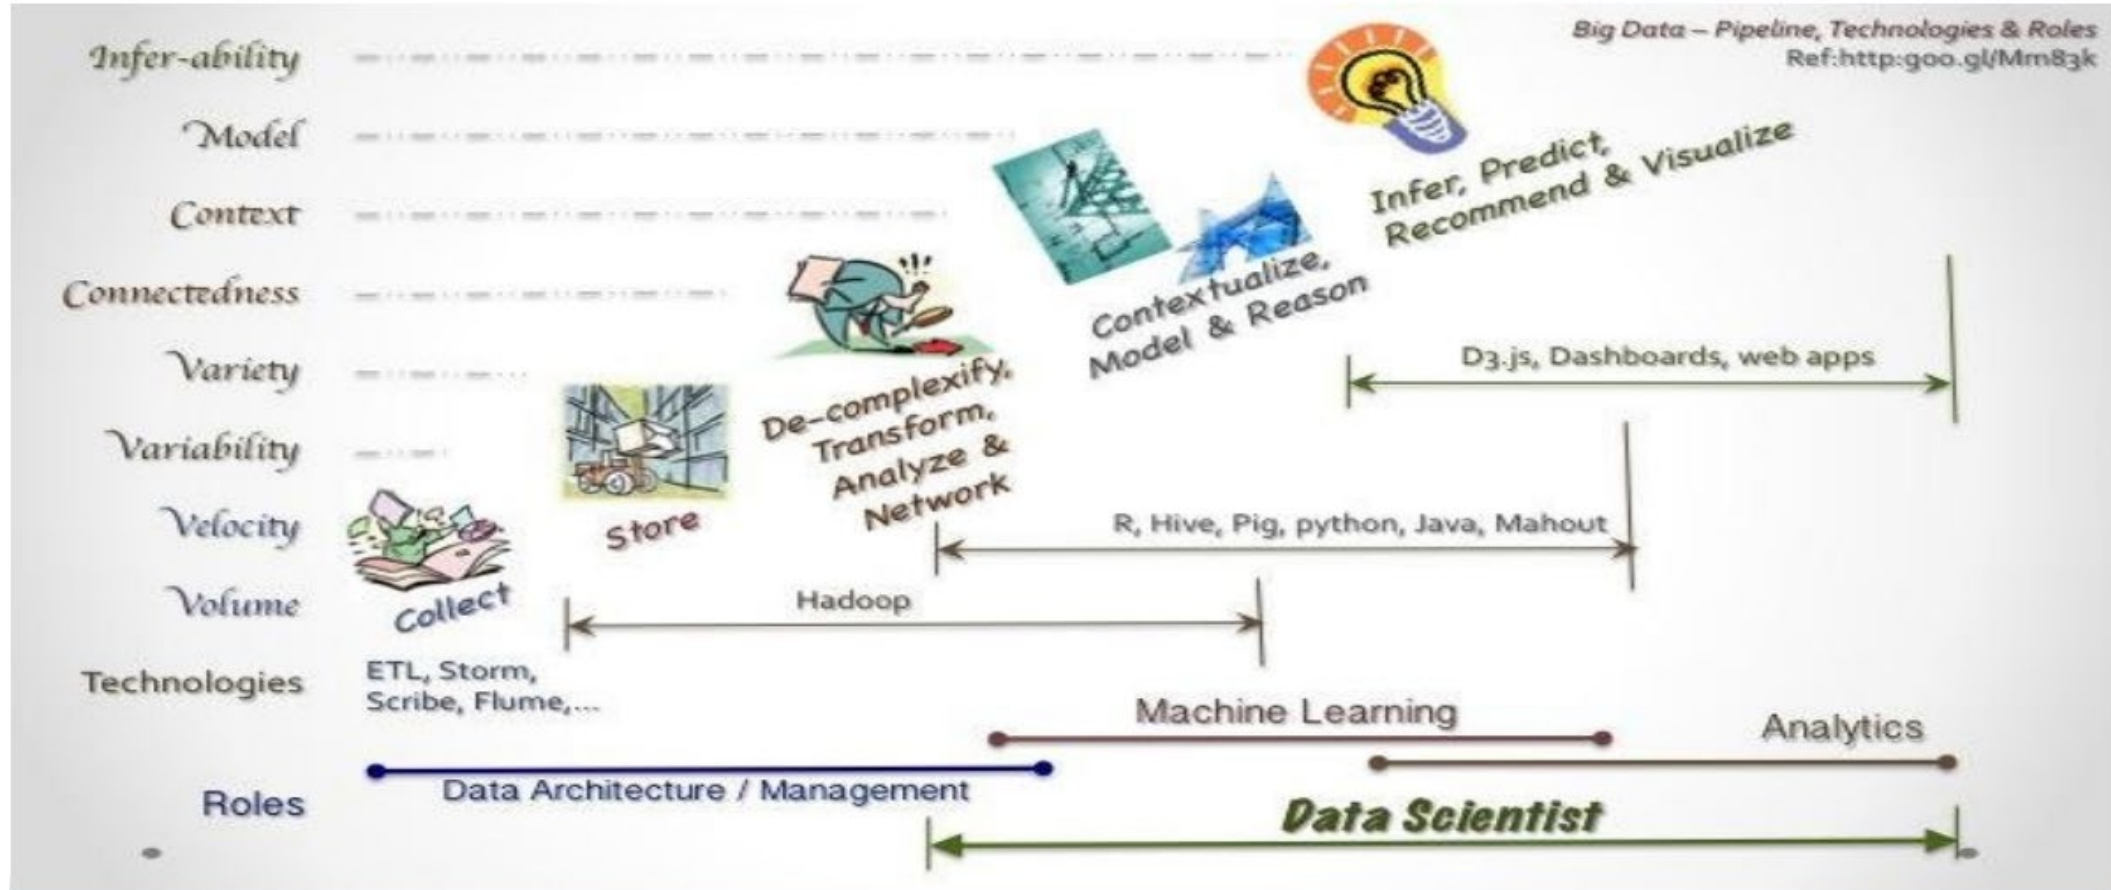 Big Data – Pipeline, Technologies & Roles
Ref:http:goo.gl/Mm83k
Infer-ability
Model
Context
Connectedness
Variety
Variability
Velocity
Volume
Technologies
Roles
Collect
Store
De-complexify,
Transform,
Analyze &
Network
Contextualize,
Model & Reason
Infer, Predict,
Recommend & Visualize
D3.js, Dashboards, web apps
R, Hive, Pig, python, Java, Mahout
Hadoop
ETL, Storm,
Scribe, Flume,...
Machine Learning
Analytics
Data Architecture / Management
Data Scientist